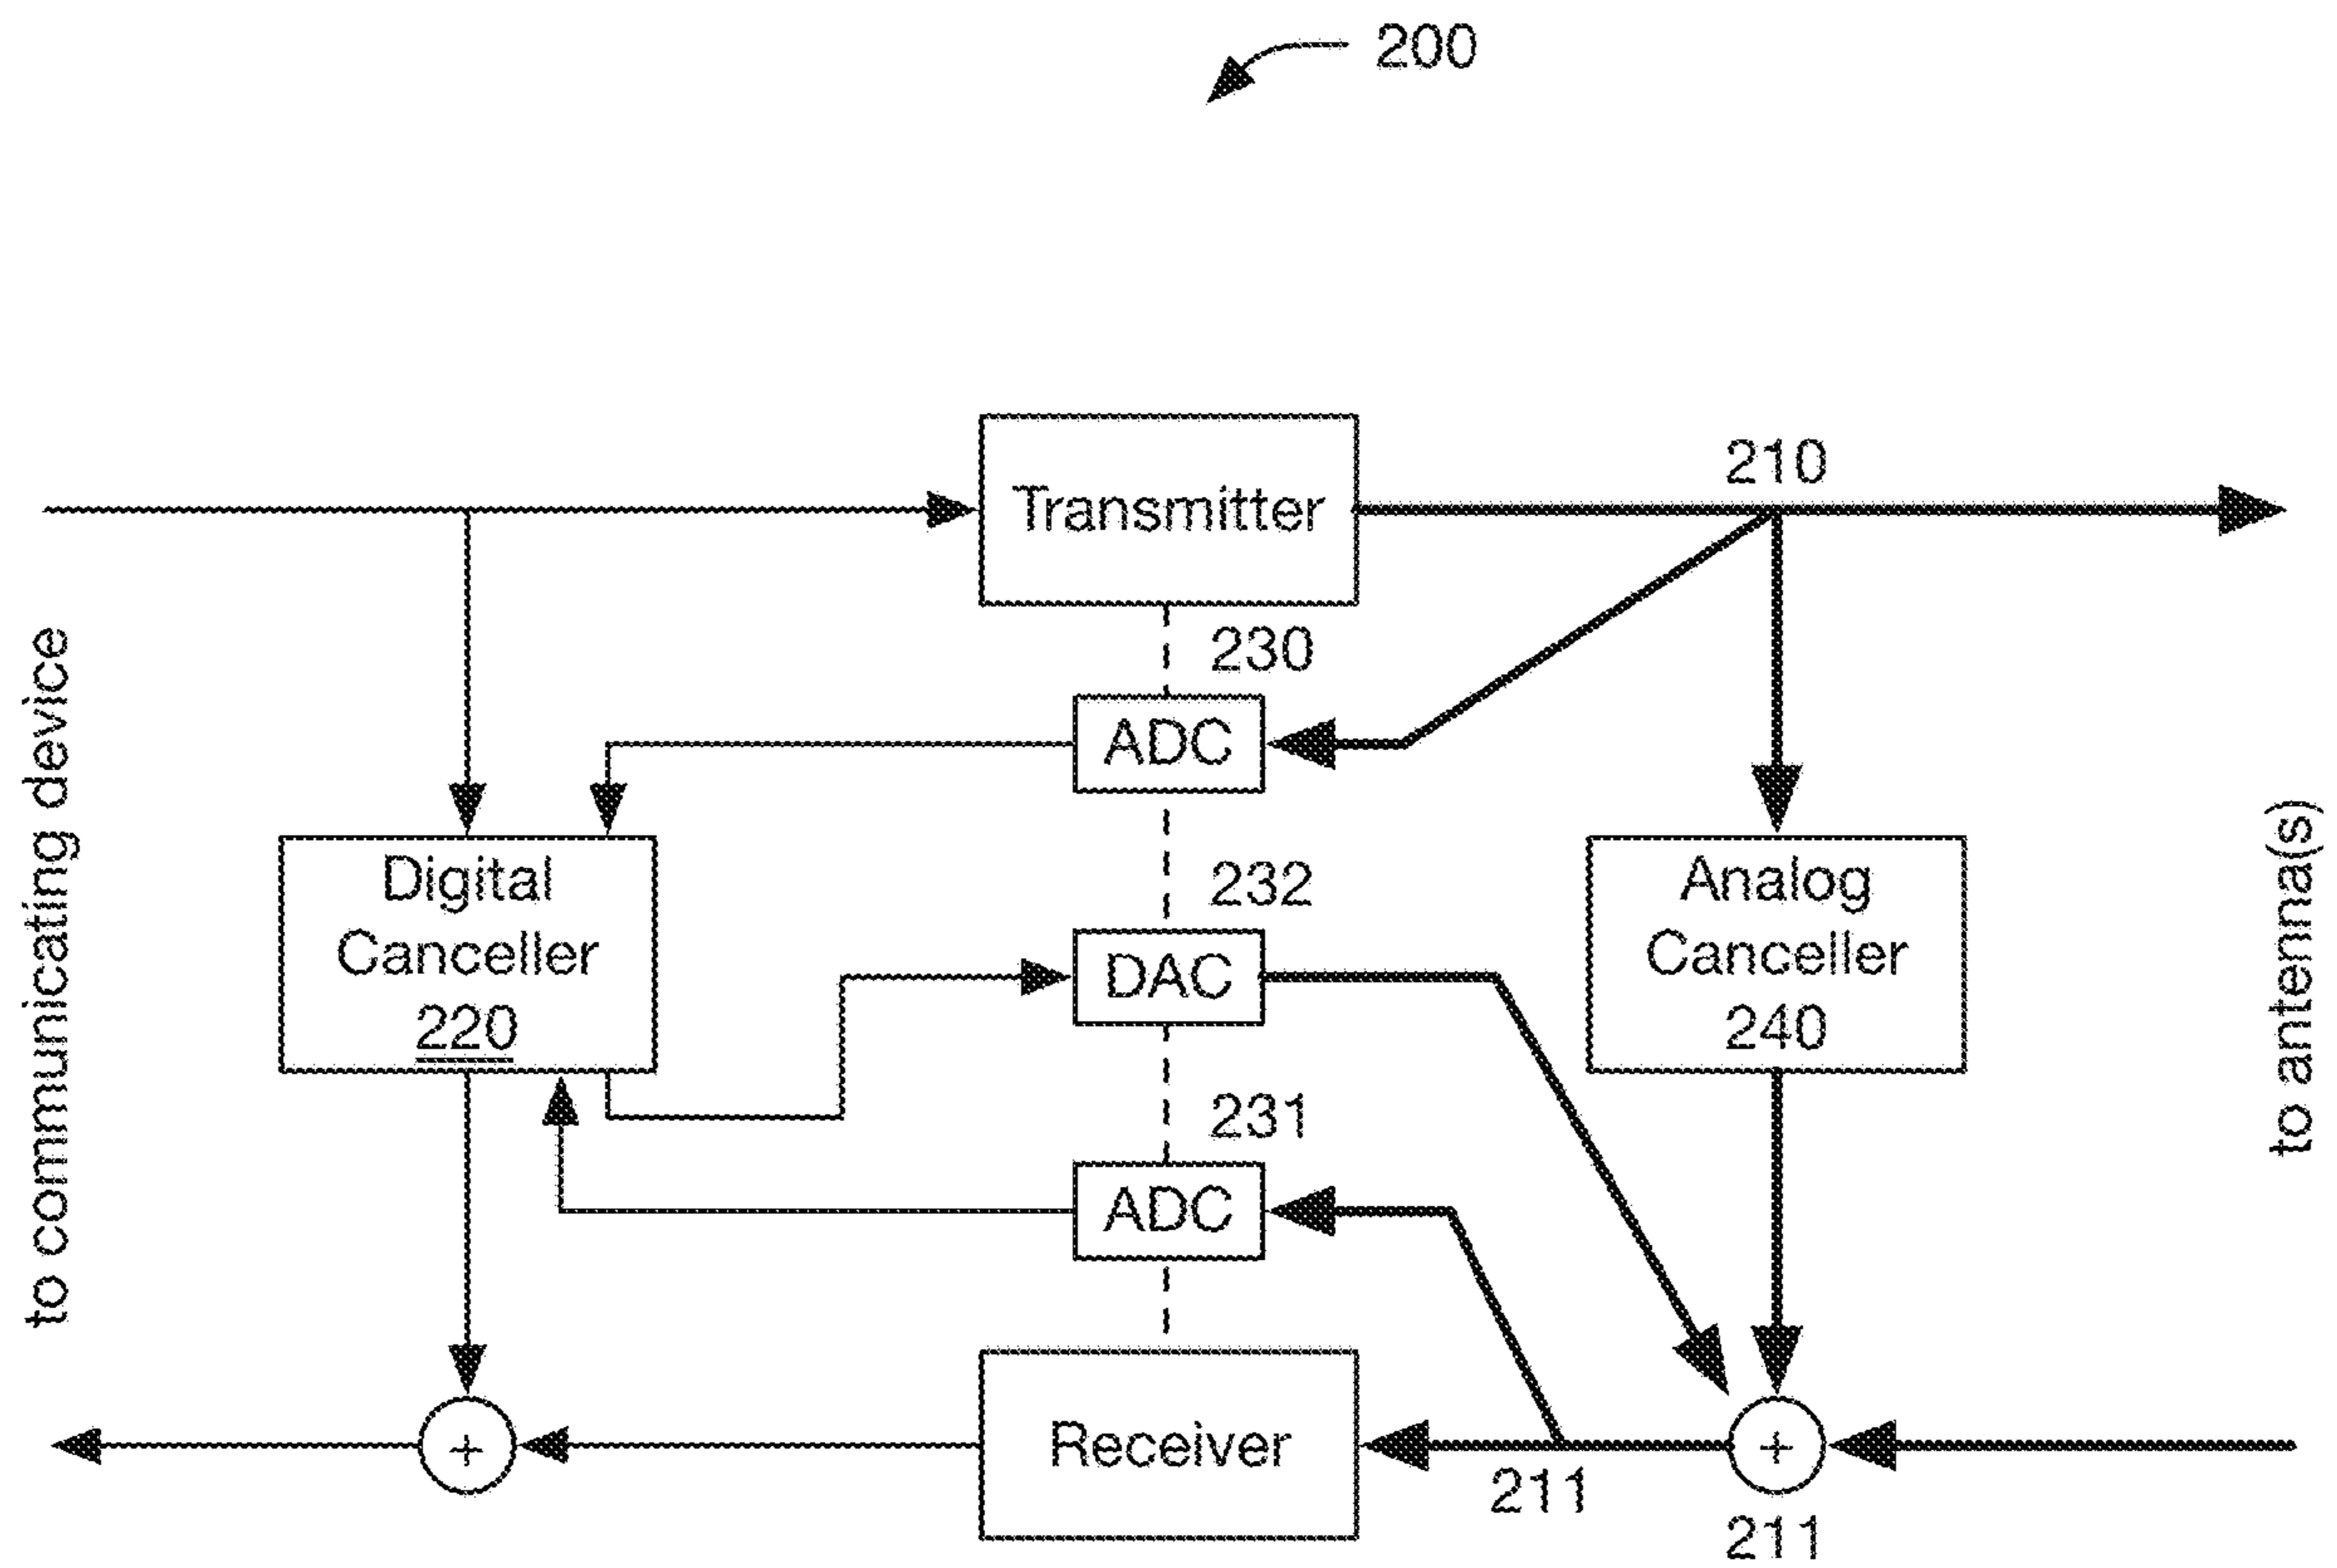 200
210
Transmitter
230
ADC
to communicating device
Digital
Canceller
220
232
DAC
Analog
Canceller
240
to antenna(s)
231
ADC
Receiver
+
+
211
211